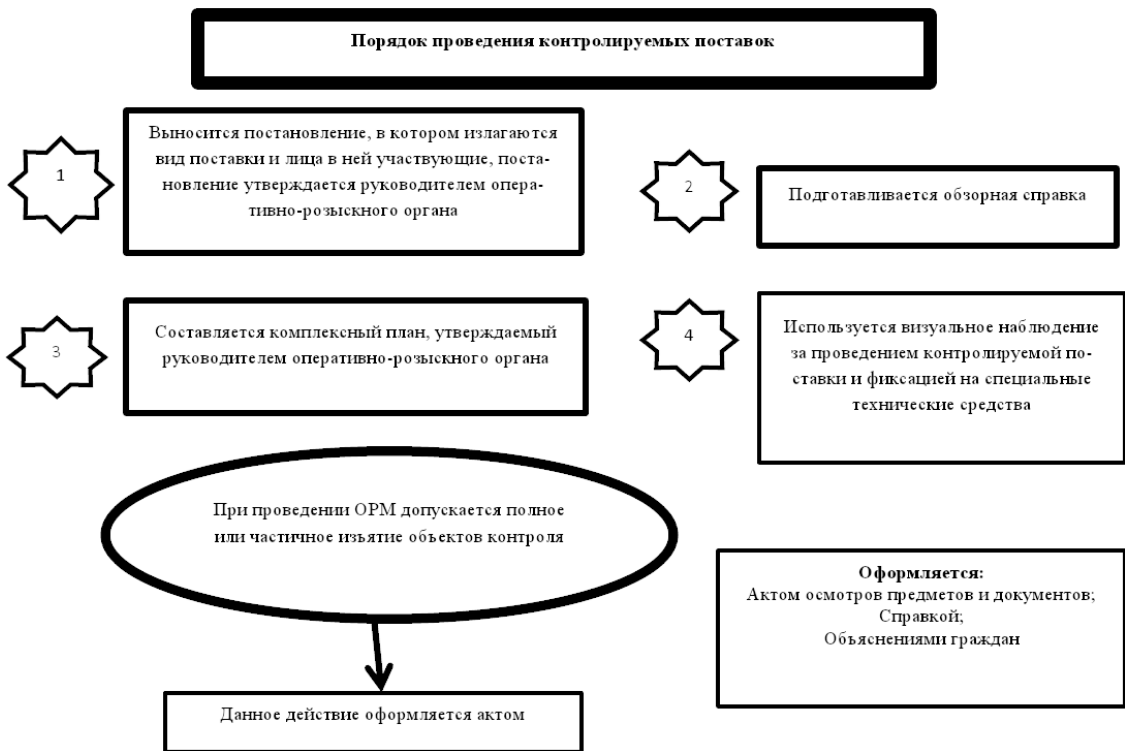 Порядок проведения контролируемых поставок
1
Выносится постановление, в котором излагаются
вид поставки и лица в ней участвующие, поста-
новление утверждается руководителем опера-
тивно-розыскного органа
2
Подготавливается обзорная справка
3
Составляется комплексный план, утверждаемый
руководителем оперативно-розыскного органа
4
Используется визуальное наблюдение
за проведением контролируемой по-
ставки и фиксацией на специальные
технические средства
При проведении ОРМ допускается полное
или частичное изъятие объектов контроля
Данное действие оформляется актом
Оформляется:
Актом осмотров предметов и документов;
Справкой;
Объяснениями граждан